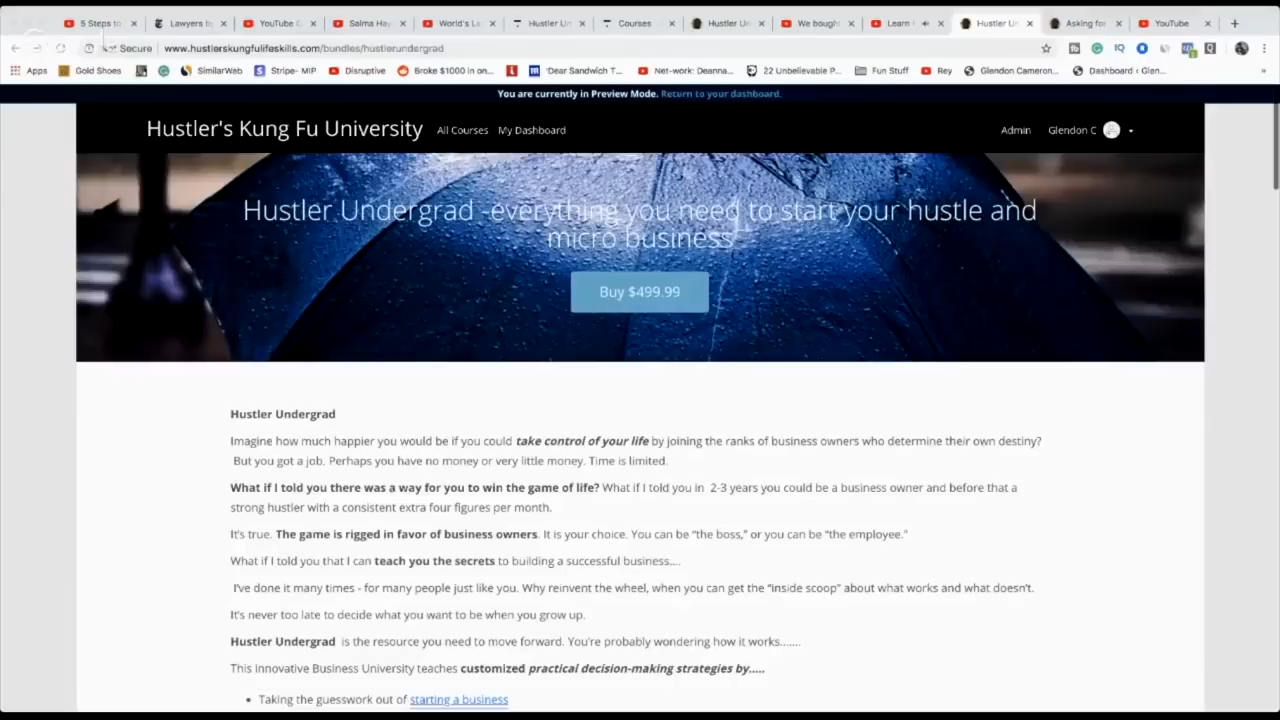 5 Steps to
Lawyers b
YouTube
Salma Hay
World's L
Hustler Un
Courses
Hustler Un
We bought
Learn
Hustler Un
Asking for
YouTube
Secure
www.hustlerskungfulifeskills.com/bundles/hustlerundergrad
Apps
Gold Shoes
SimilarWeb
Stripe- MIP
Disruptive
Broke $1000 in on...
'Dear Sandwich T...
Net-work: Deanna...
22 Unbelievable P...
Fun Stuff
Rey
Glendon Cameron...
Dashboard ‹ Glen...
You are currently in Preview Mode. Return to your dashboard.
Hustler's Kung Fu University
All Courses
My Dashboard
Admin
Glendon C
Hustler Undergrad -everything you need to start your hustle and
micro business
Buy $499.99
Hustler Undergrad
Imagine how much happier you would be if you could take control of your life by joining the ranks of business owners who determine their own destiny?
But you got a job. Perhaps you have no money or very little money. Time is limited.
What if I told you there was a way for you to win the game of life? What if I told you in 2-3 years you could be a business owner and before that a
strong hustler with a consistent extra four figures per month.
It's true. The game is rigged in favor of business owners. It is your choice. You can be "the boss," or you can be "the employee."
What if I told you that I can teach you the secrets to building a successful business....
I've done it many times - for many people just like you. Why reinvent the wheel, when you can get the "inside scoop" about what works and what doesn't.
It's never too late to decide what you want to be when you grow up.
Hustler Undergrad is the resource you need to move forward. You're probably wondering how it works.......
This innovative Business University teaches customized practical decision-making strategies by.....
• Taking the guesswork out of starting a business